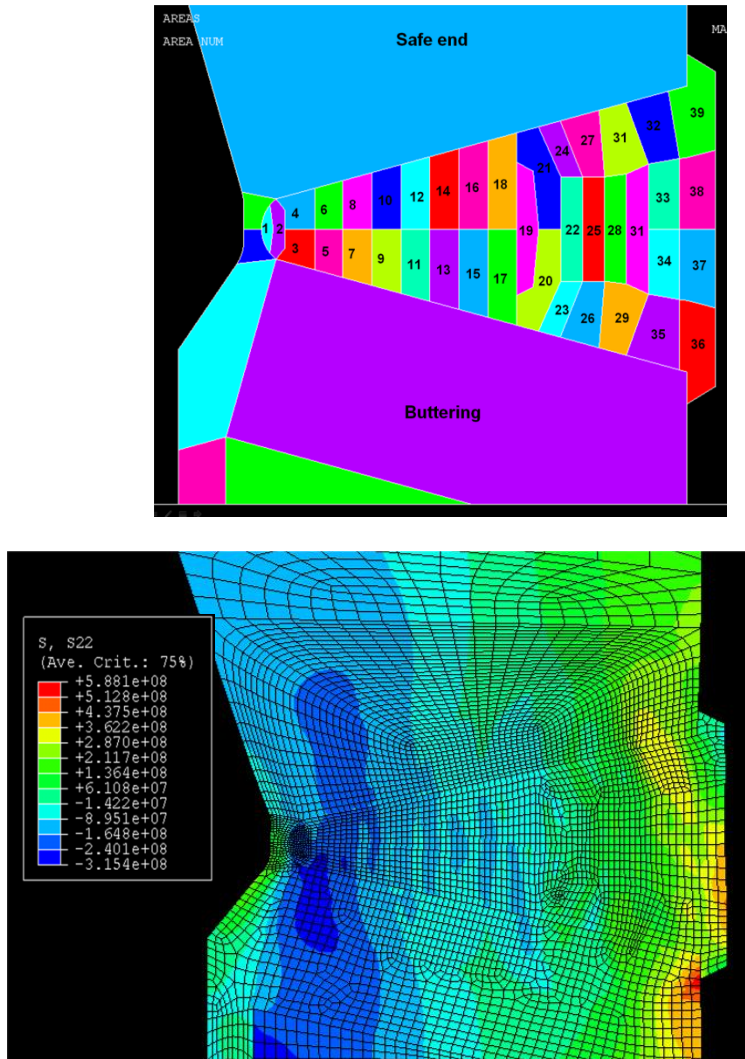 AREAS
AREA NUM
MA
Safe end
39
32
31
27
24
21
18
16
14
12
10
8
6
4
1
2
3
5
7
9
11
13
15
17
19
20
22
25
28
31
33
38
34
37
23
26
29
35
36
Buttering
S, S22
(Ave. Crit.: 75%)
+5.881e+08
+5.128e+08
+4.375e+08
+3.622e+08
+2.870e+08
+2.117e+08
+1.364e+08
+6.108e+07
-1.422e+07
-8.951e+07
-1.648e+08
-2.401e+08
-3.154e+08